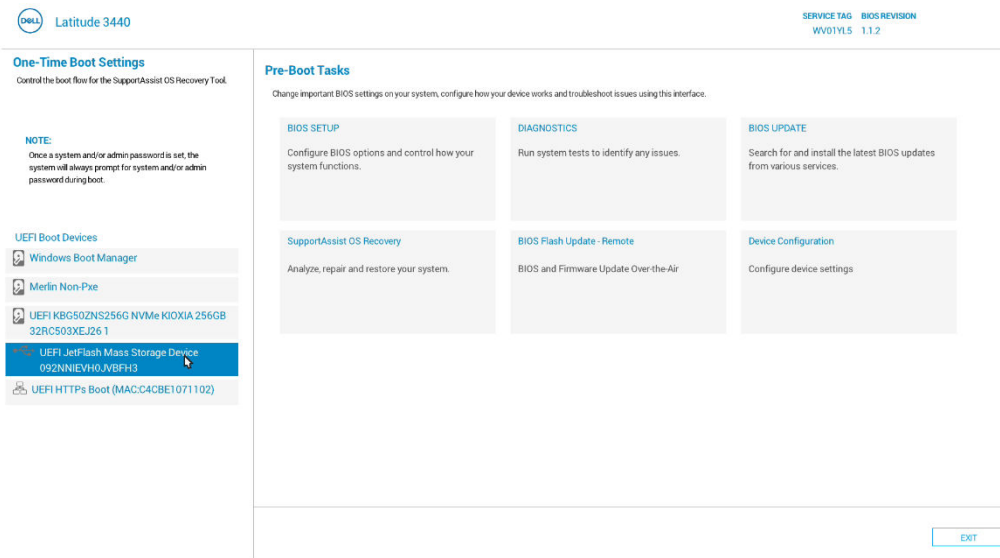 DELL
Latitude 3440
SERVICE TAG BIOS REVISION
WV01YL5 1.1.2
One-Time Boot Settings
Control the boot flow for the SupportAssist OS Recovery Tool.
NOTE:
Once a system and/or admin password is set, the
system will always prompt for system and/or admin
password during boot.
UEFI Boot Devices
Windows Boot Manager
Merlin Non-Pxe
UEFI KBG50ZNS256G NVMe KIOXIA 256GB
32RC503XEJ26 1
UEFI JetFlash Mass Storage Device
092NNIEVH0JVBFH3
UEFI HTTPs Boot (MAC:C4CBE1071102)
Pre-Boot Tasks
Change important BIOS settings on your system, configure how your device works and troubleshoot issues using this interface.
BIOS SETUP
Configure BIOS options and control how your
system functions.
DIAGNOSTICS
Run system tests to identify any issues.
BIOS UPDATE
Search for and install the latest BIOS updates
from various services.
SupportAssist OS Recovery
Analyze, repair and restore your system.
BIOS Flash Update - Remote
BIOS and Firmware Update Over-the-Air
Device Configuration
Configure device settings
EXIT